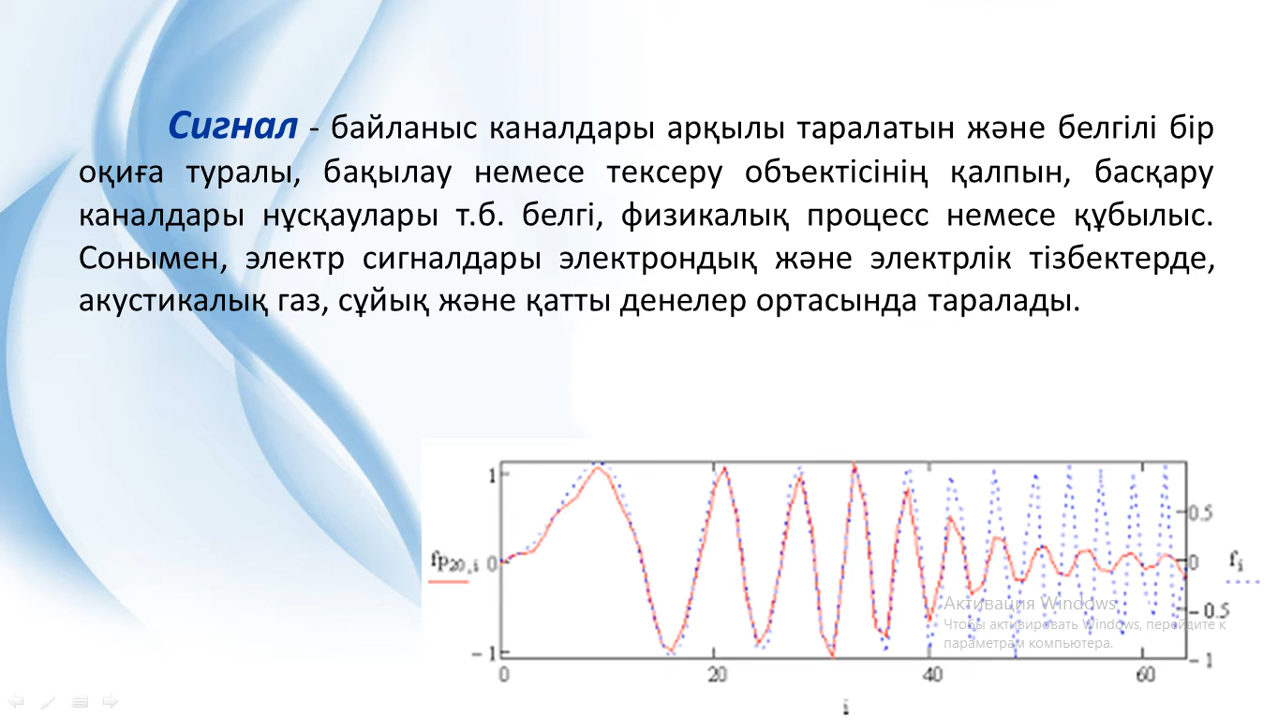 Сигнал - байланыс каналдары арқылы таралатын және белгілі бір
оқиға туралы, бақылау немесе тексеру объектісінің қалпын, басқару
каналдары нұсқаулары т.б. белгі, физикалық процесс немесе құбылыс.
Сонымен, электр сигналдары электрондық және электрлік тізбектерде,
акустикалық газ, сұйық және қатты денелер ортасында таралады.
1
0.5
fp20,i 0
0 fi
Активация Windows
- 0.5
Чтобы активировать Windows, перейдите к
параметрам компьютера.
- 1
- 1
0 20 40 60
i